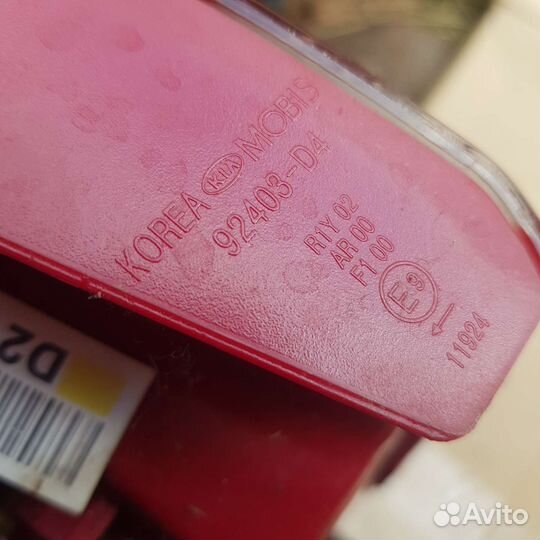 KOREA KIA MOBIS
92403-D4
R1Y 02
AR 00
F1 00
E9
11924
D2
Avito